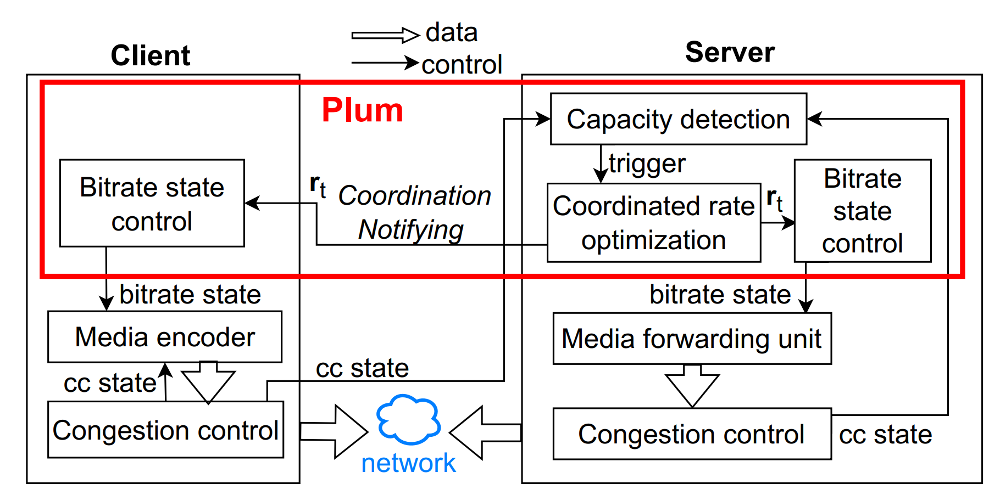 data
control
Client
Server
Plum
Capacity detection
trigger
Bitrate state
control
rt
Coordination
Notifying
Coordinated rate
optimization
rt
Bitrate
state
control
bitrate state
bitrate state
Media encoder
Media forwarding unit
cc state
cc state
Congestion control
network
Congestion control
cc state